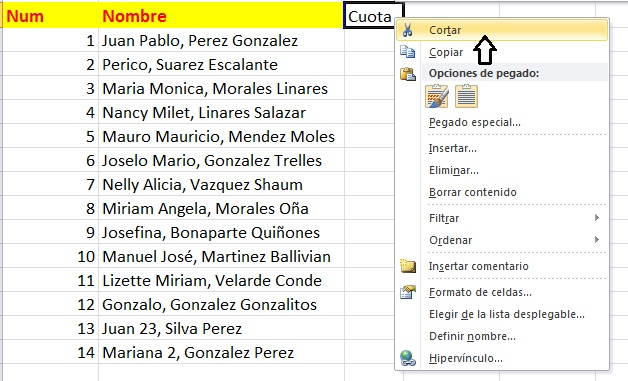 Num Nombre Cuota
1 Juan Pablo, Perez Gonzalez
2 Perico, Suarez Escalante
3 Maria Monica, Morales Linares
4 Nancy Milet, Linares Salazar
5 Mauro Mauricio, Mendez Moles
6 Joselo Mario, Gonzalez Trelles
7 Nelly Alicia, Vazquez Shaum
8 Miriam Angela, Morales Oña
9 Josefina, Bonaparte Quiñones
10 Manuel José, Martinez Ballivian
11 Lizette Miriam, Velarde Conde
12 Gonzalo, Gonzalez Gonzalitos
13 Juan 23, Silva Perez
14 Mariana 2, Gonzalez Perez
Cortar
Copiar
Opciones de pegado:
Pegado especial...
Insertar...
Eliminar...
Borrar contenido
Filtrar
Ordenar
Insertar comentario
Formato de celdas...
Elegir de la lista desplegable...
Definir nombre...
Hipervínculo...